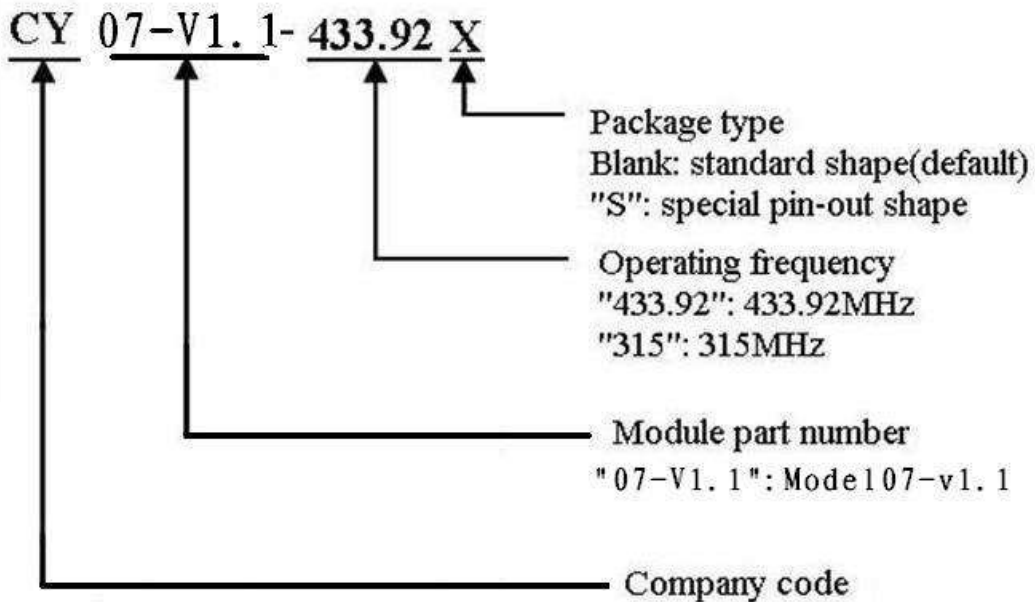 CY 07-V1.1-433.92 X
Package type
Blank: standard shape(default)
"S": special pin-out shape
Operating frequency
"433.92": 433.92MHz
"315": 315MHz
Module part number
"07-V1.1":Model07-v1.1
Company code